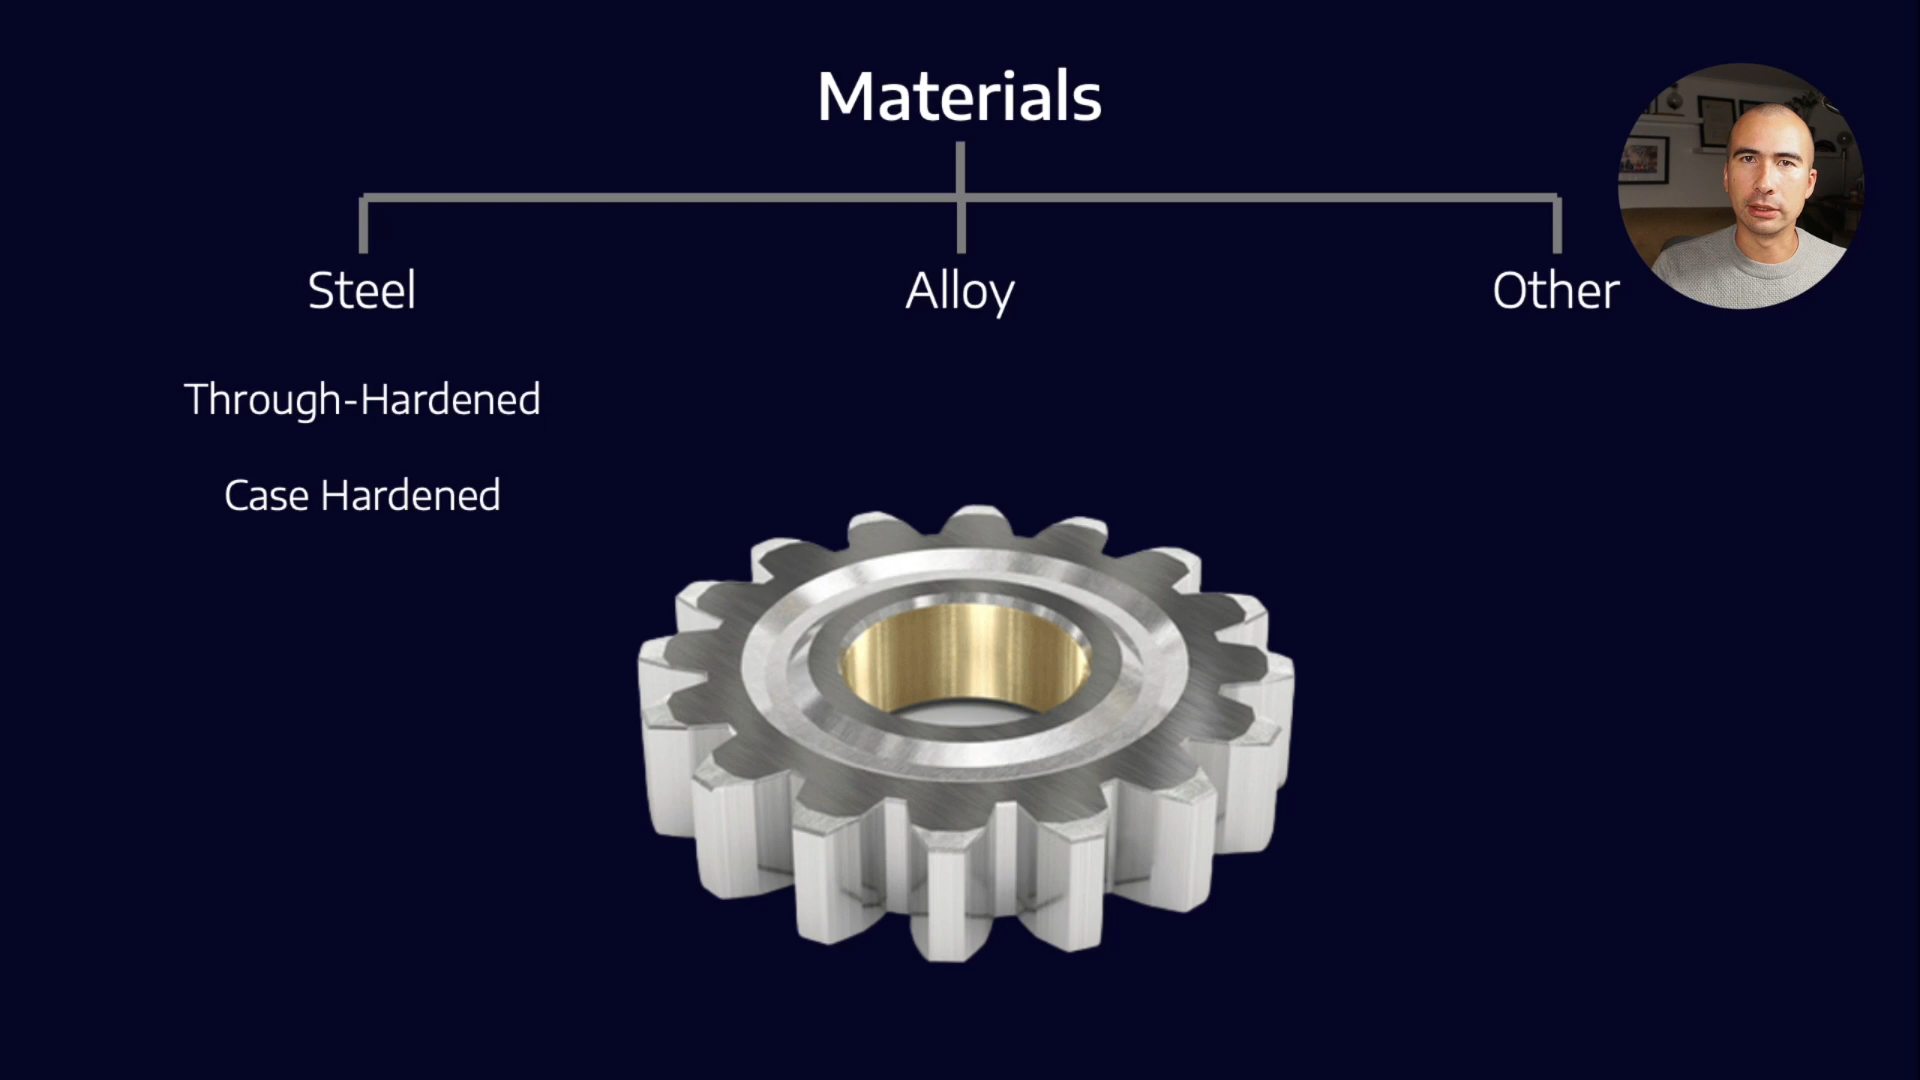 Materials
Steel
Alloy
Other
Through-Hardened
Case Hardened